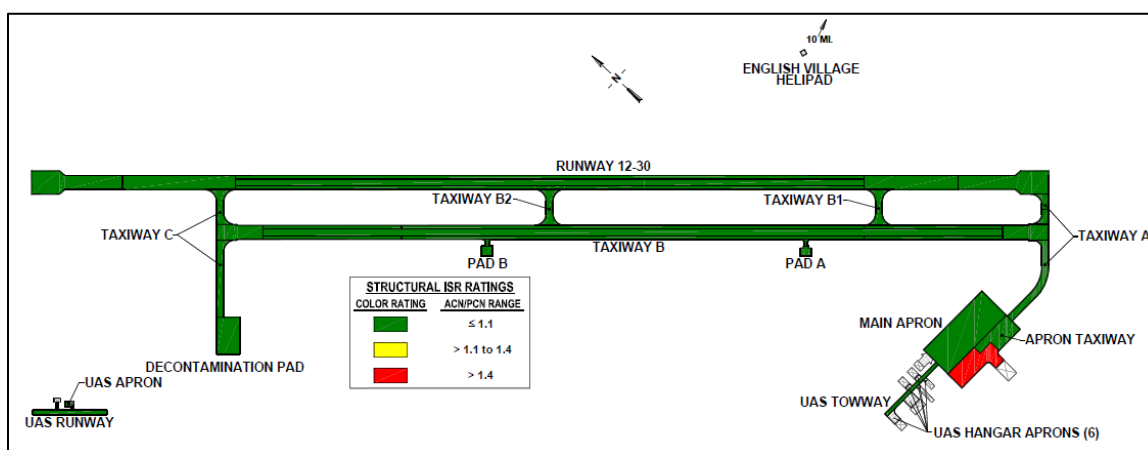 10 MI.
ENGLISH VILLAGE
HELIPAD
-N-
RUNWAY 12-30
TAXIWAY B2
TAXIWAY B1
TAXIWAY C
TAXIWAY B
TAXIWAY A
PAD B
PAD A
STRUCTURAL ISR RATINGS
COLOR RATING ACN/PCN RANGE
≤ 1.1
> 1.1 to 1.4
> 1.4
MAIN APRON
APRON TAXIWAY
DECONTAMINATION PAD
UAS APRON
UAS RUNWAY
UAS TOWWAY
UAS HANGAR APRONS (6)